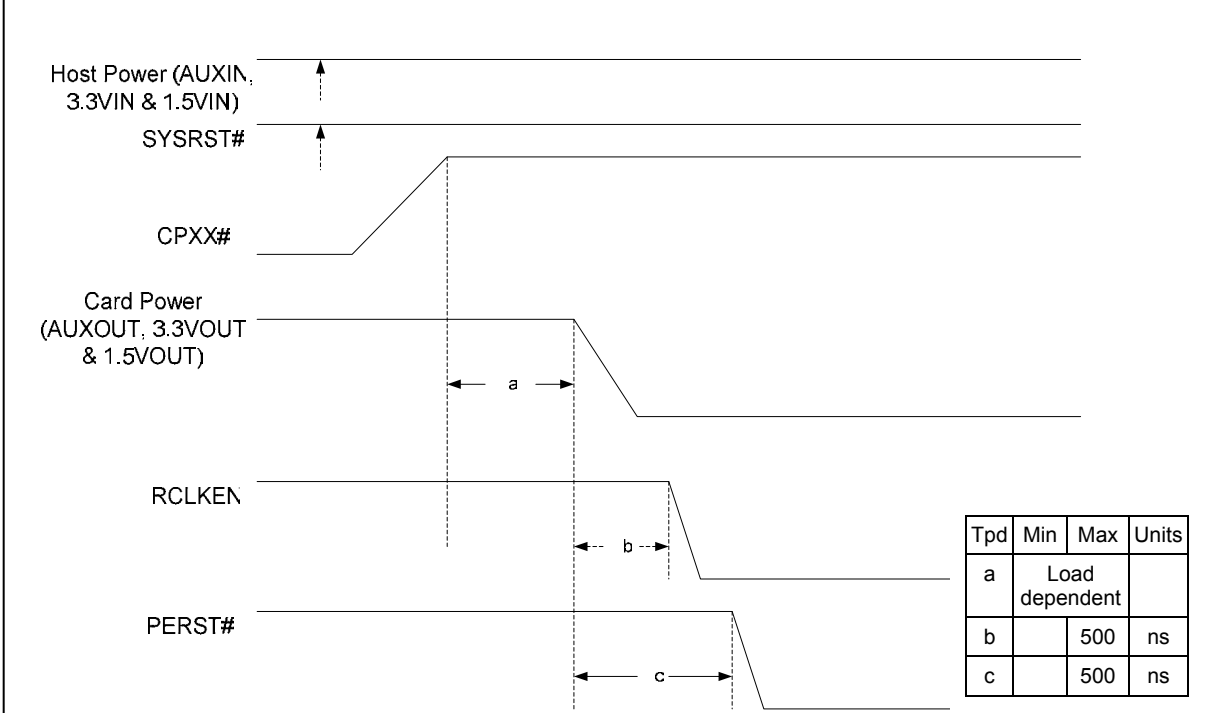 Host Power (AUXIN,
3.3VIN & 1.5VIN)
SYSRST#
CPXX#
Card Power
(AUXOUT, 3.3VOUT
& 1.5VOUT)
a
RCLKEN
b
PERST#
c
Tpd Min Max Units
a Load
dependent
b 500 ns
c 500 ns